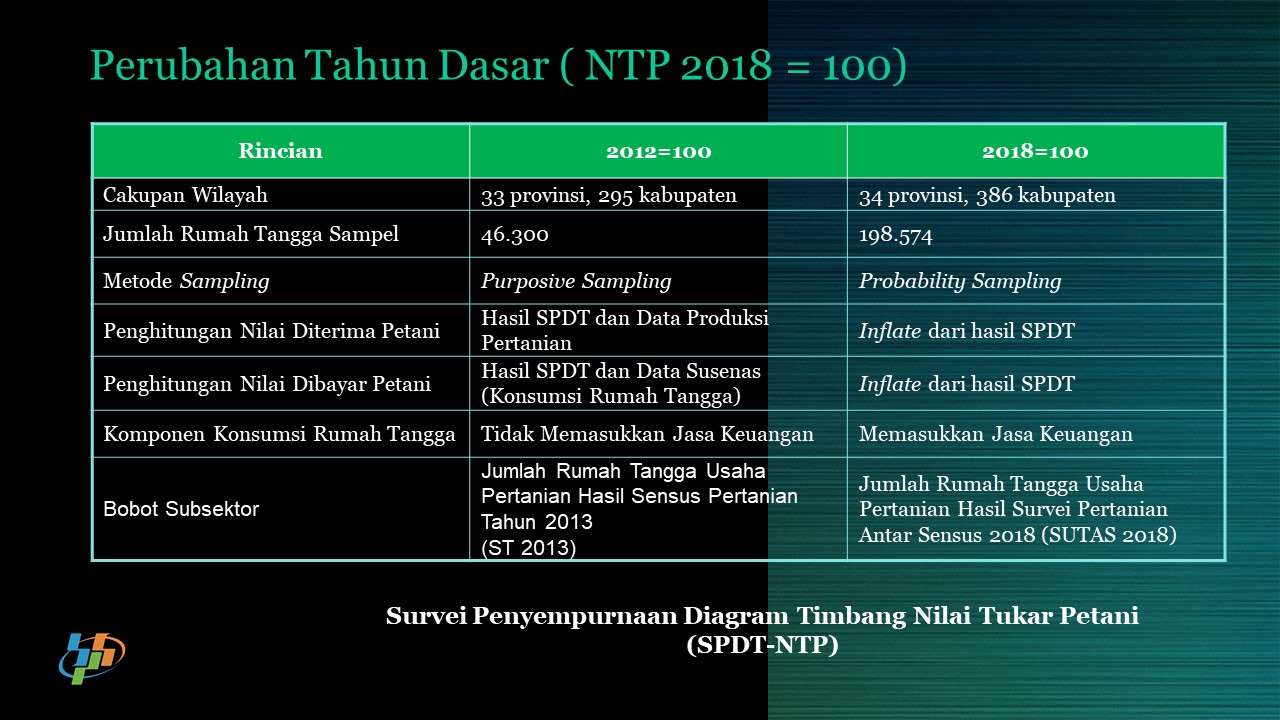 Perubahan Tahun Dasar ( NTP 2018 = 100)
Rincian 2012=100 2018=100
Cakupan Wilayah 33 provinsi, 295 kabupaten 34 provinsi, 386 kabupaten
Jumlah Rumah Tangga Sampel 46.300 198.574
Metode Sampling Purposive Sampling Probability Sampling
Penghitungan Nilai Diterima Petani
Hasil SPDT dan Data Produksi
Pertanian
Inflate dari hasil SPDT
Penghitungan Nilai Dibayar Petani
Hasil SPDT dan Data Susenas
(Konsumsi Rumah Tangga)
Inflate dari hasil SPDT
Komponen Konsumsi Rumah Tangga Tidak Memasukkan Jasa Keuangan Memasukkan Jasa Keuangan
Bobot Subsektor
Jumlah Rumah Tangga Usaha
Pertanian Hasil Sensus Pertanian
Tahun 2013
(ST 2013)
Jumlah Rumah Tangga Usaha
Pertanian Hasil Survei Pertanian
Antar Sensus 2018 (SUTAS 2018)
Survei Penyempurnaan Diagram Timbang Nilai Tukar Petani
(SPDT-NTP)